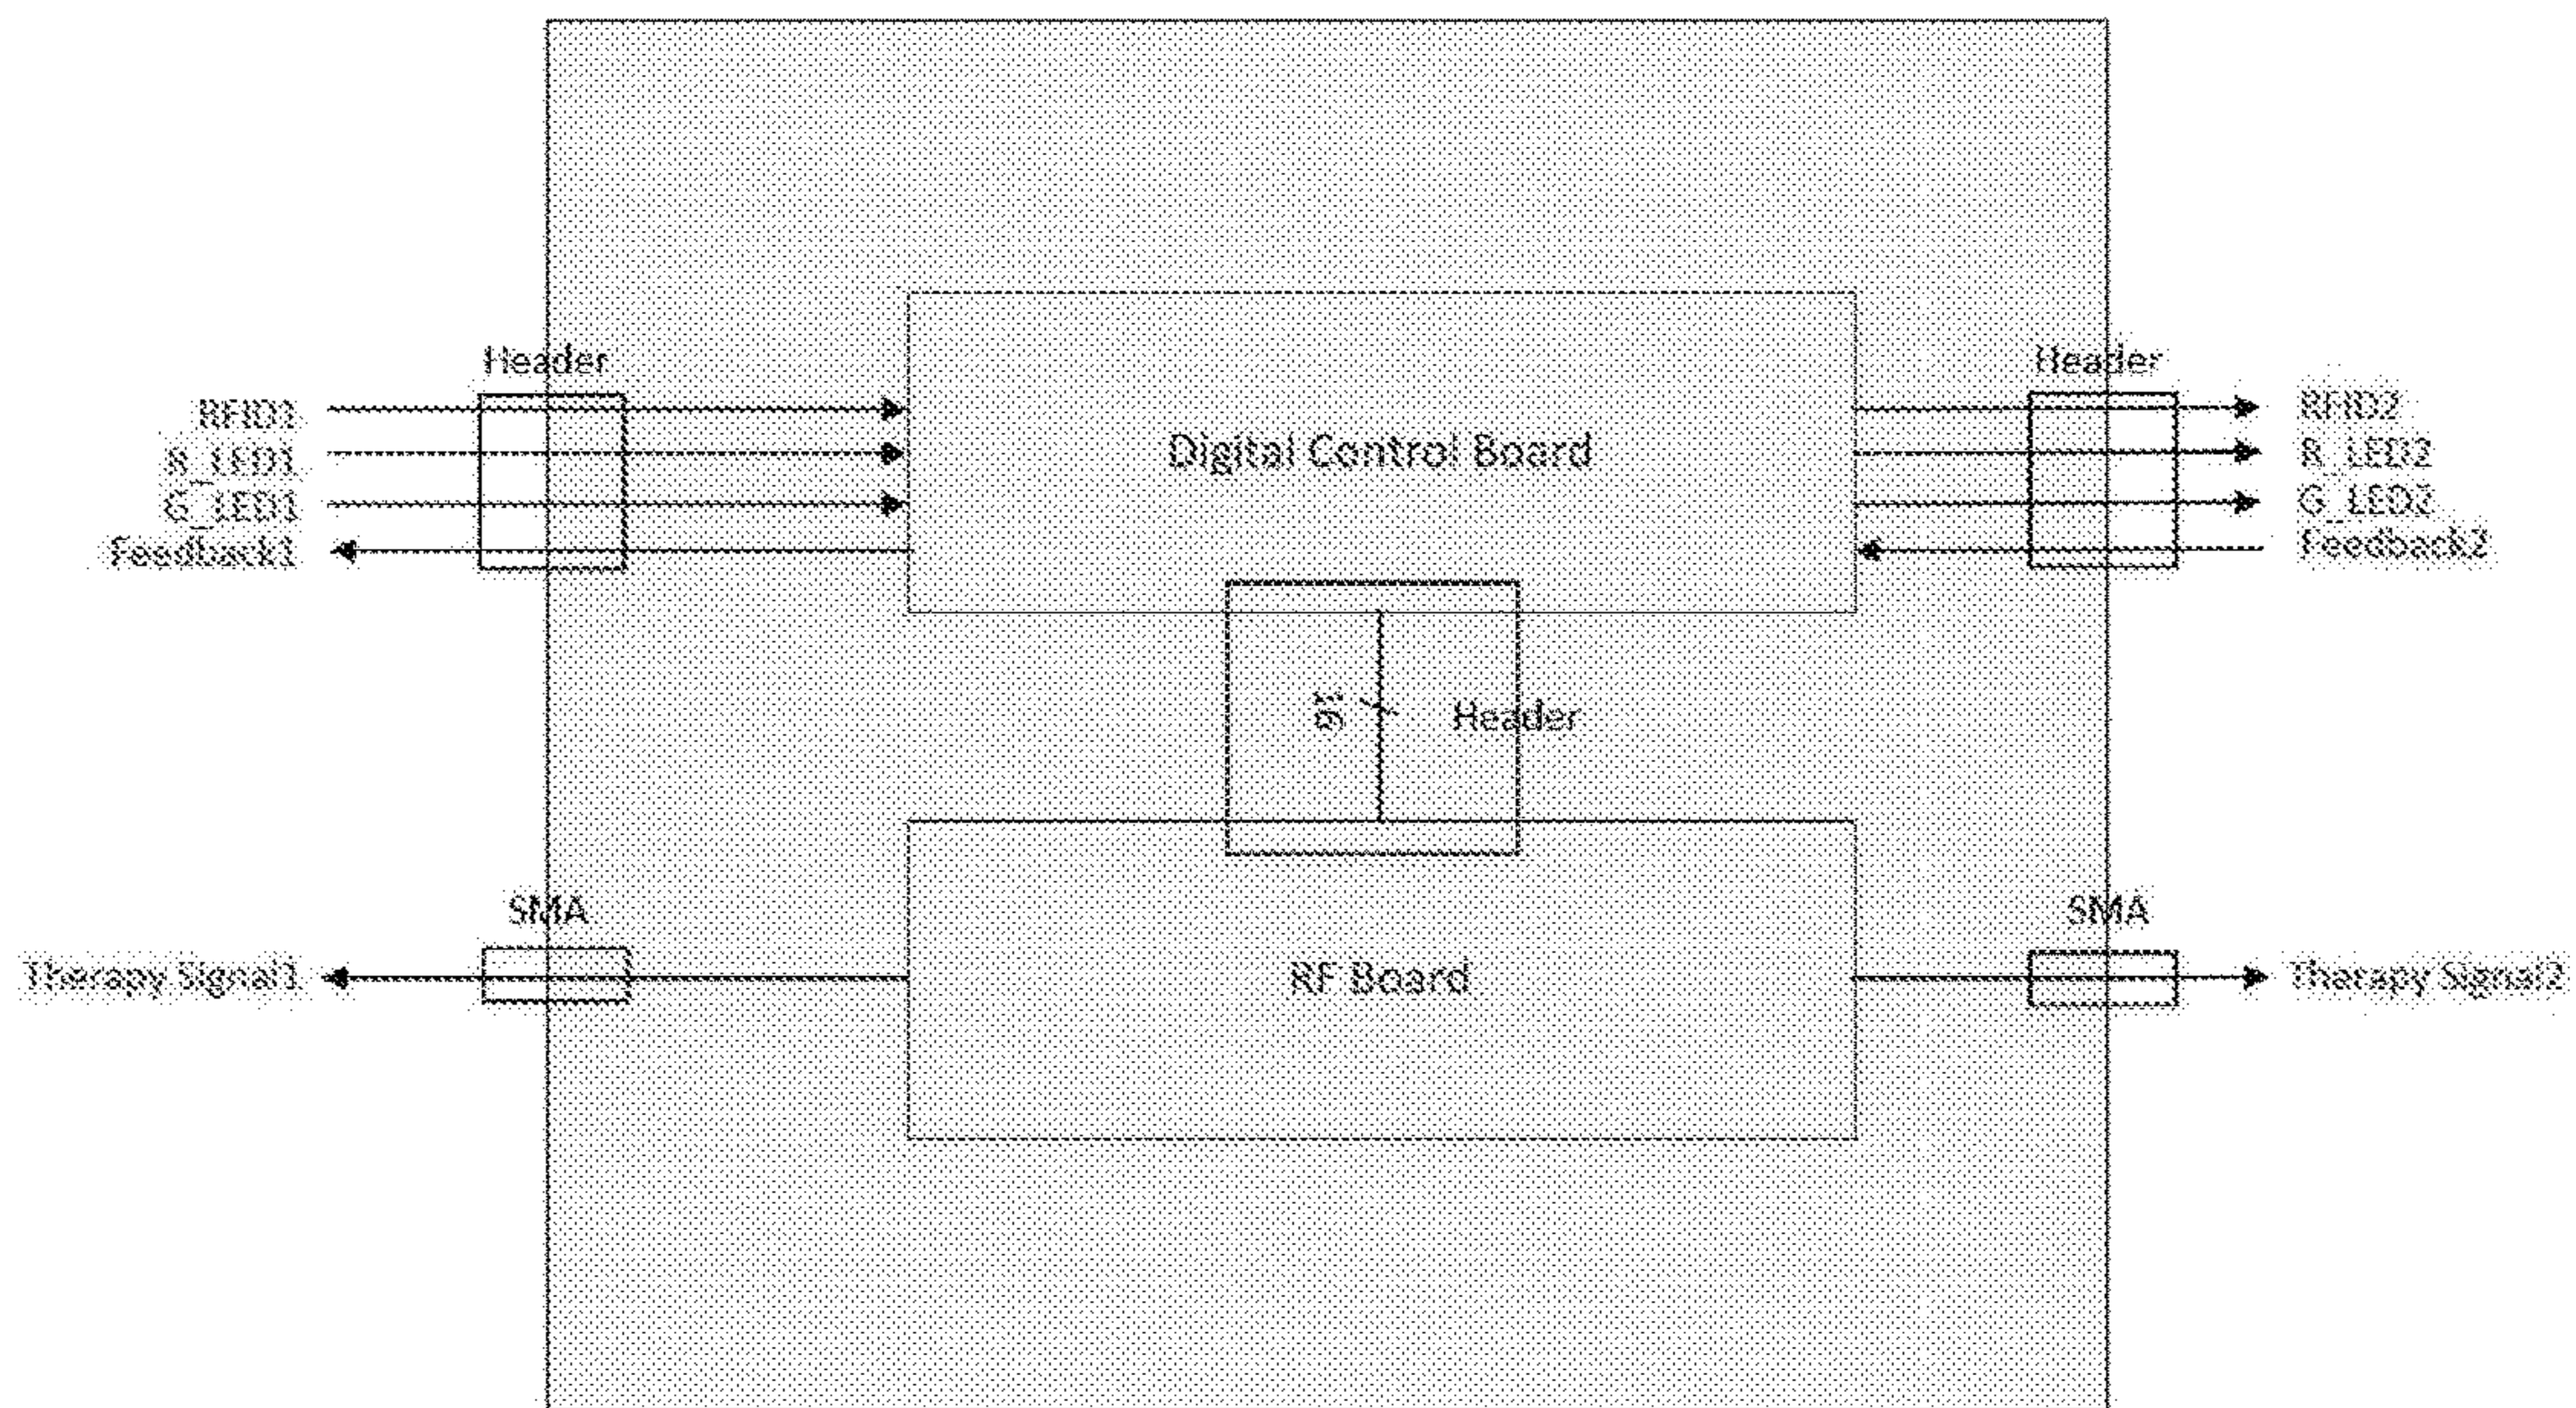 Header
Header
RFID1
R_LED1
G_LED1
Feedback1
Digital Control Board
RFID2
R_LED2
G_LED2
Feedback2
16
Header
SMA
SMA
Therapy Signal1
RF Board
Therapy Signal2